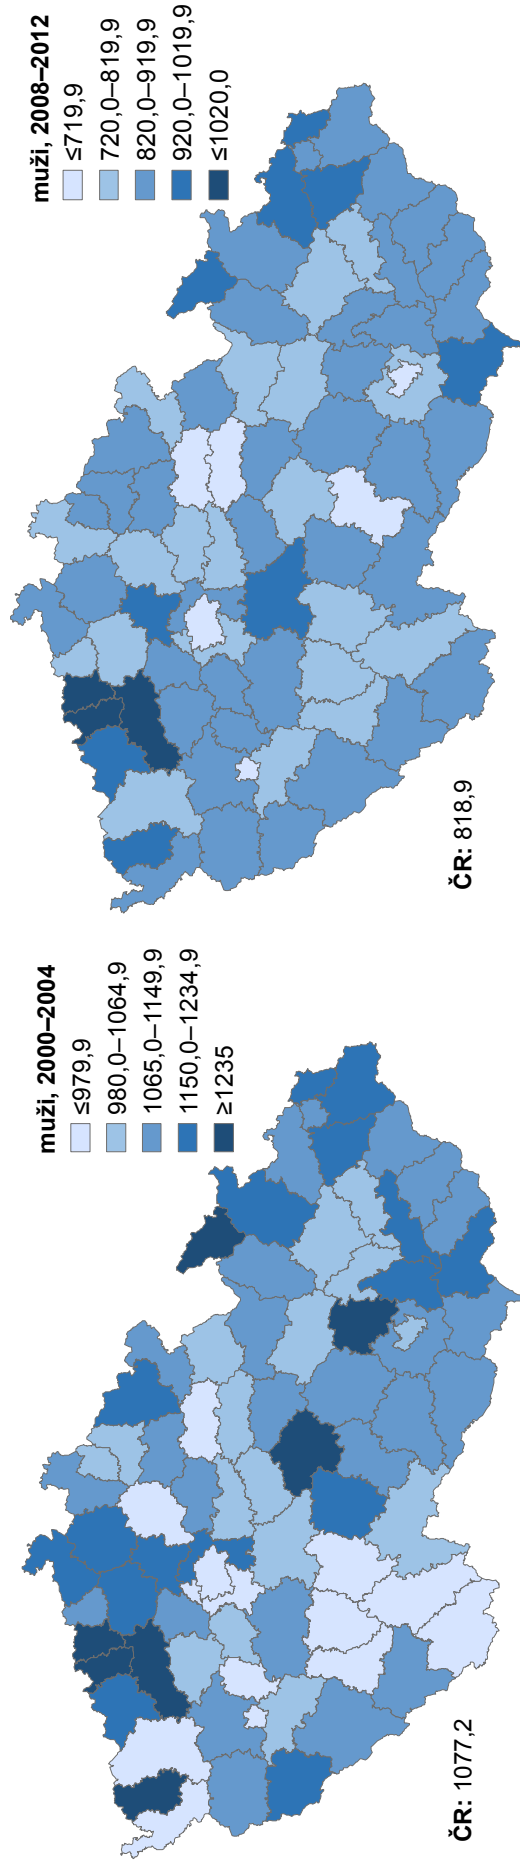 muži, 2000–2004
≤979,9
980,0–1064,9
1065,0–1149,9
1150,0–1234,9
≥1235
ČR: 1077,2
muži, 2008–2012
≤719,9
720,0–819,9
820,0–919,9
920,0–1019,9
≤1020,0
ČR: 818,9